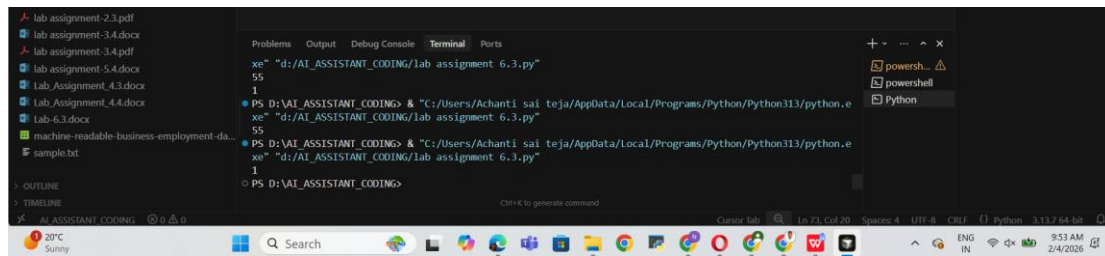 lab assignment-2.3.pdf
lab assignment-3.4.docx
lab assignment-3.4.pdf
lab assignment-5.4.docx
Lab_Assignment_4.3.docx
Lab_Assignment_4.4.docx
Lab-6.3.docx
machine-readable-business-employment-da...
sample.txt
> OUTLINE
> TIMELINE
Problems Output Debug Console Terminal Ports
xe" "d:/AI_ASSISTANT_CODING/lab assignment 6.3.py"
55
1
PS D:\AI_ASSISTANT_CODING> & "C:/Users/Achanti sai teja/AppData/Local/Programs/Python/Python313/python.e
xe" "d:/AI_ASSISTANT_CODING/lab assignment 6.3.py"
55
PS D:\AI_ASSISTANT_CODING> & "C:/Users/Achanti sai teja/AppData/Local/Programs/Python/Python313/python.e
xe" "d:/AI_ASSISTANT_CODING/lab assignment 6.3.py"
1
PS D:\AI_ASSISTANT_CODING>
Ctrl+K to generate command
powersh...
powershell
Python
AI_ASSISTANT_CODING 0 0 Cursor Tab Ln 73, Col 20 Spaces: 4 UTF-8 CRLF {} Python 3.13.7 64-bit
20°C
Sunny
Search
ENG
IN
9:53 AM
2/4/2026